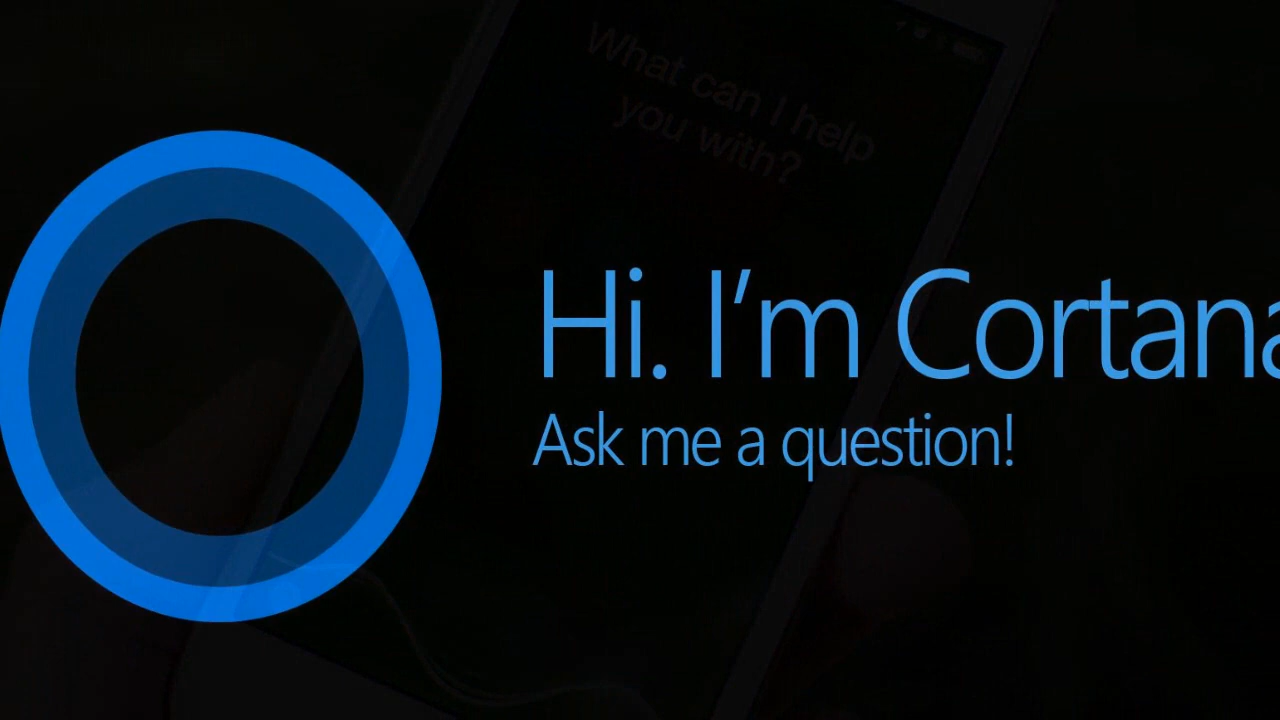 What can I help
you with?
Hi. I'm Cortana
Ask me a question!